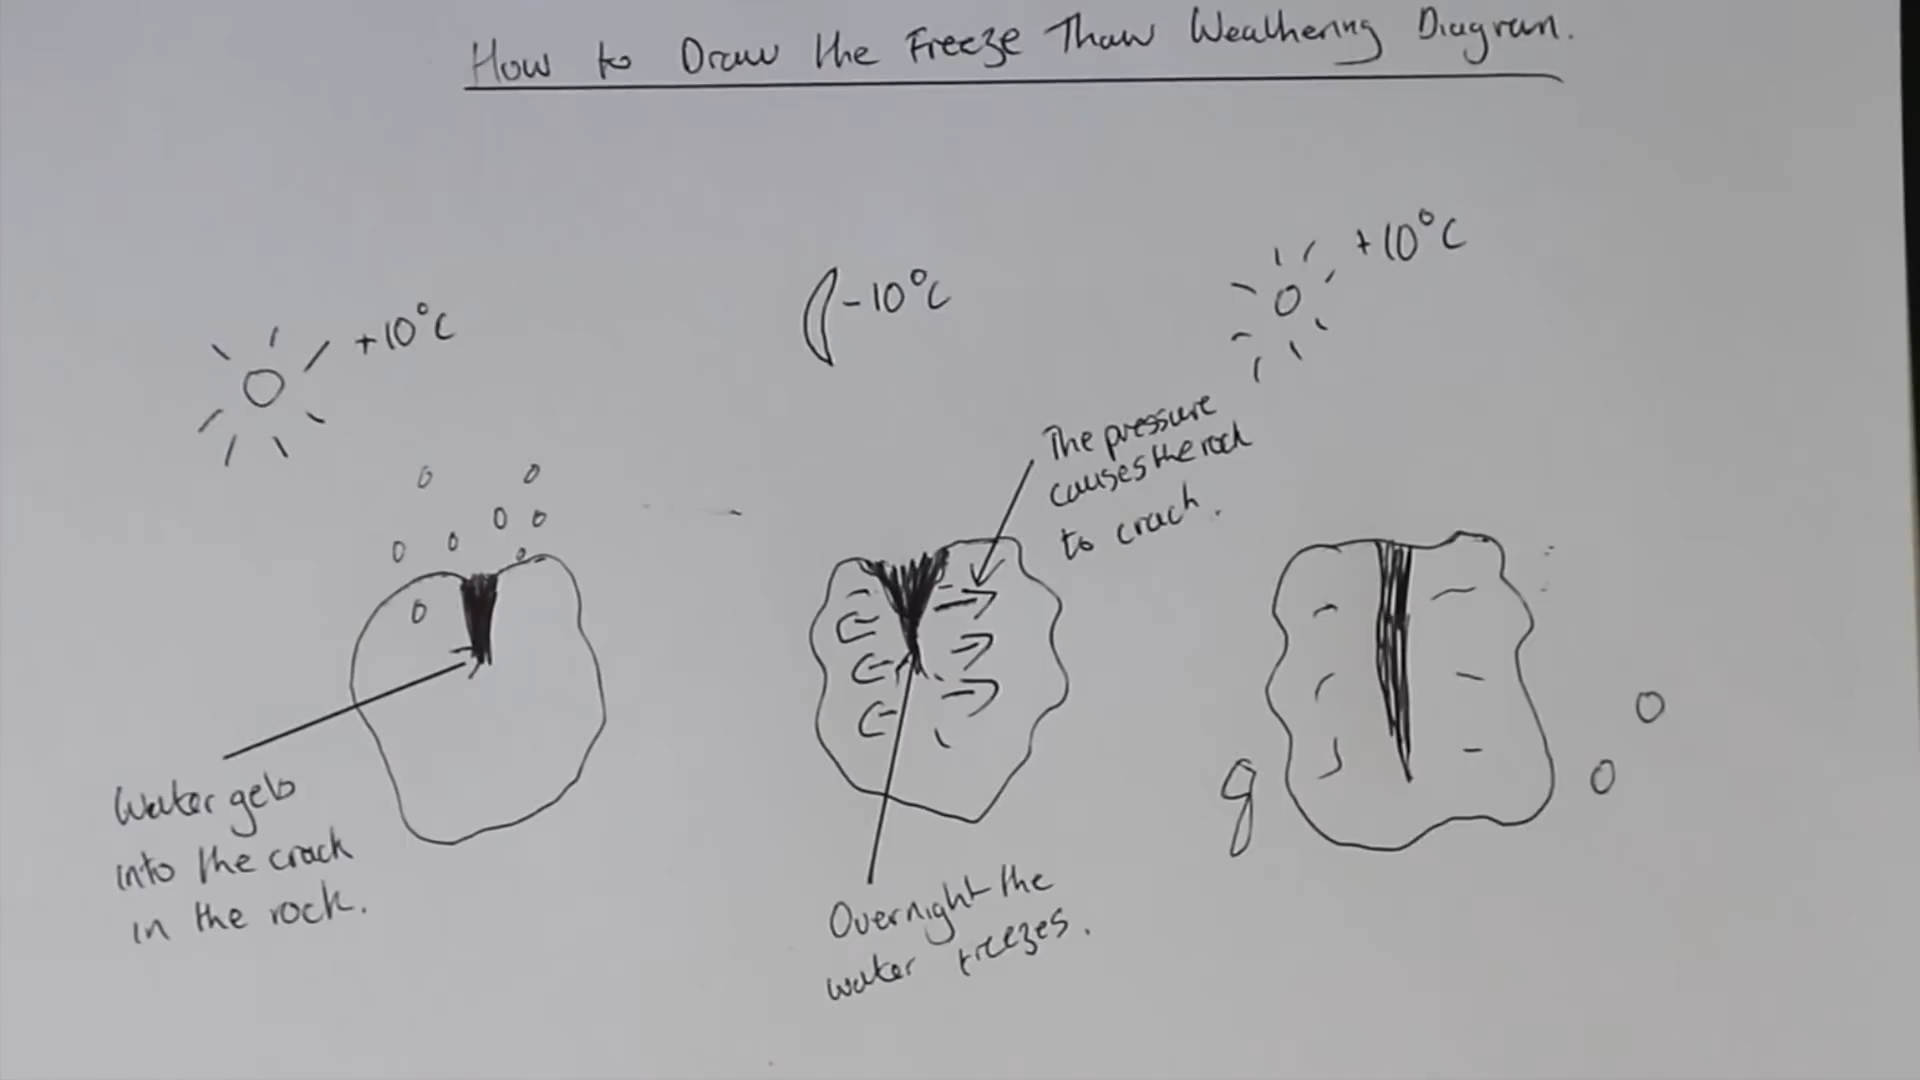 How to Draw the Freeze Thaw Weathering Diagram.
+10°C
-10°C
+10°C
The pressure
causes the rock
to crack.
Water gets
into the crack
in the rock.
Overnight the
water freezes.